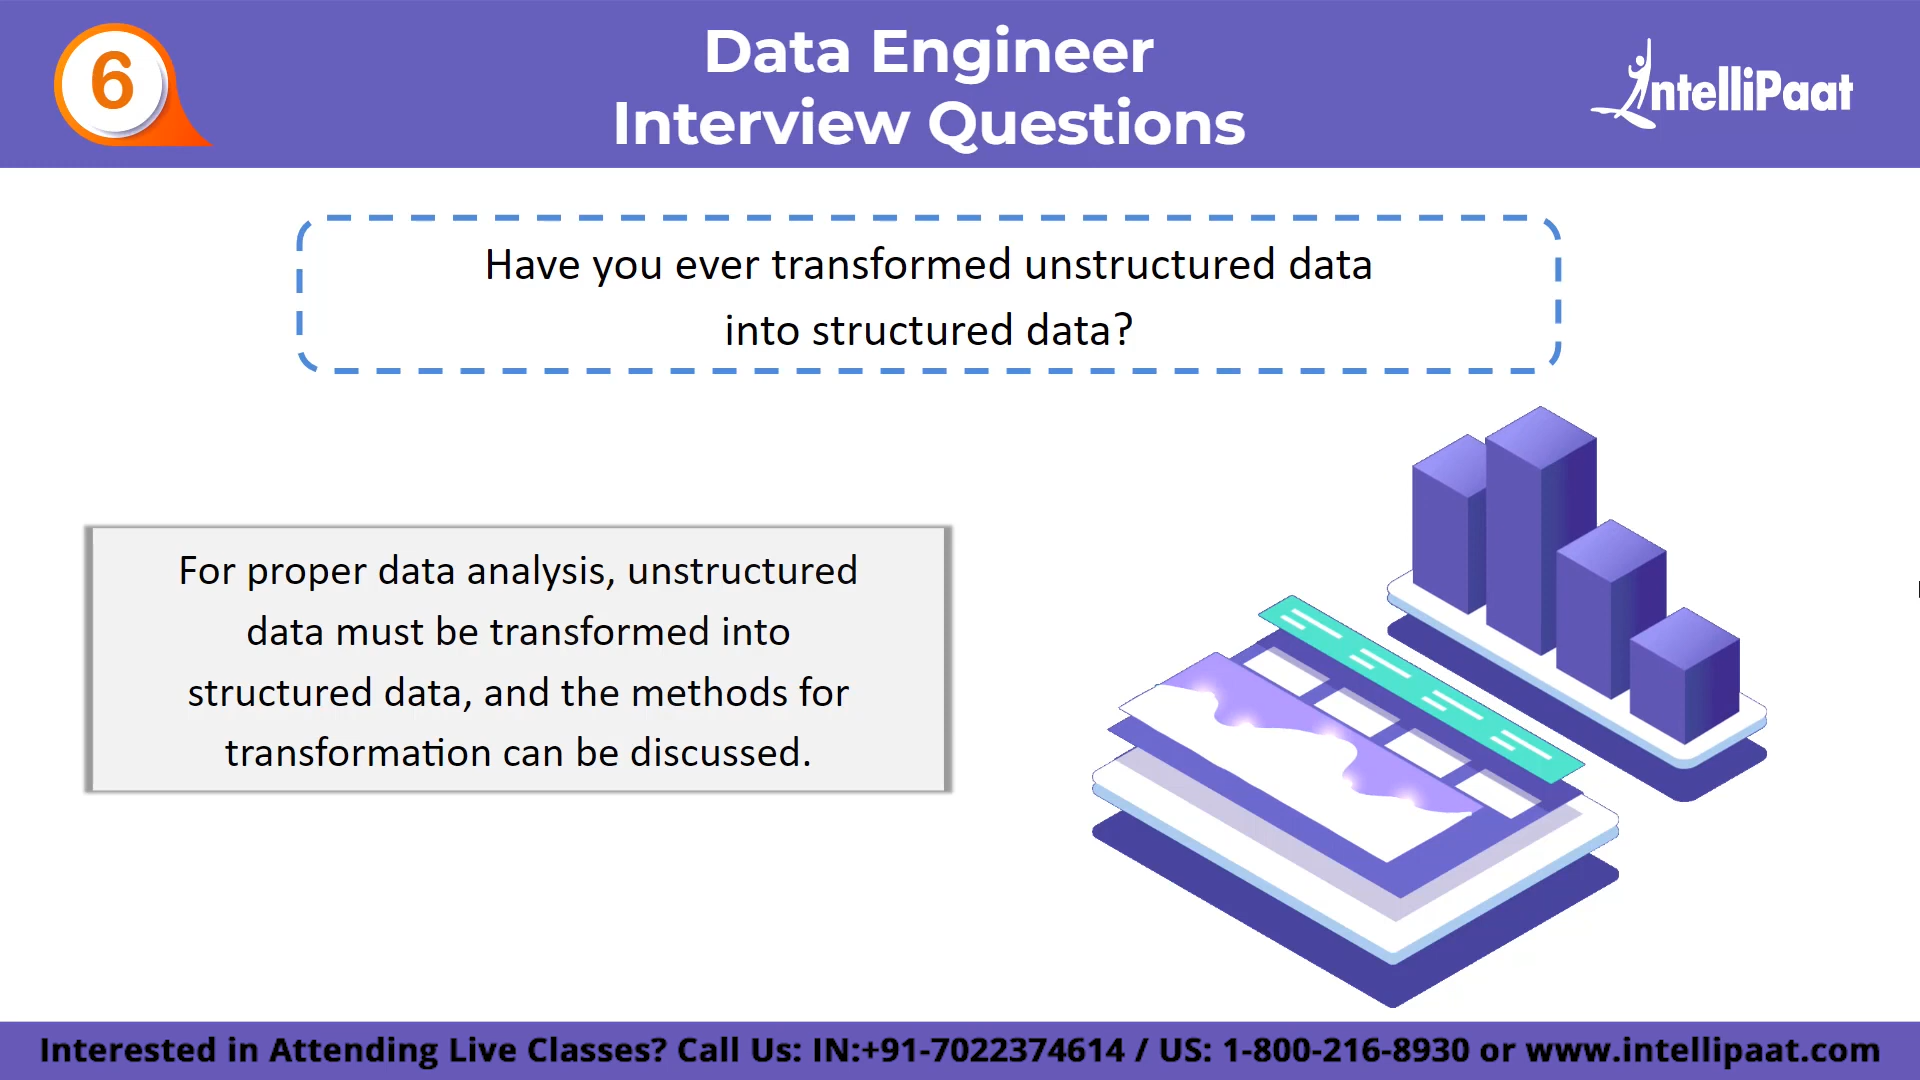 6
Data Engineer
Interview Questions
IntelliPaat
Have you ever transformed unstructured data
into structured data?
For proper data analysis, unstructured
data must be transformed into
structured data, and the methods for
transformation can be discussed.
Interested in Attending Live Classes? Call Us: IN:+91-7022374614 / US: 1-800-216-8930 or www.intellipaat.com